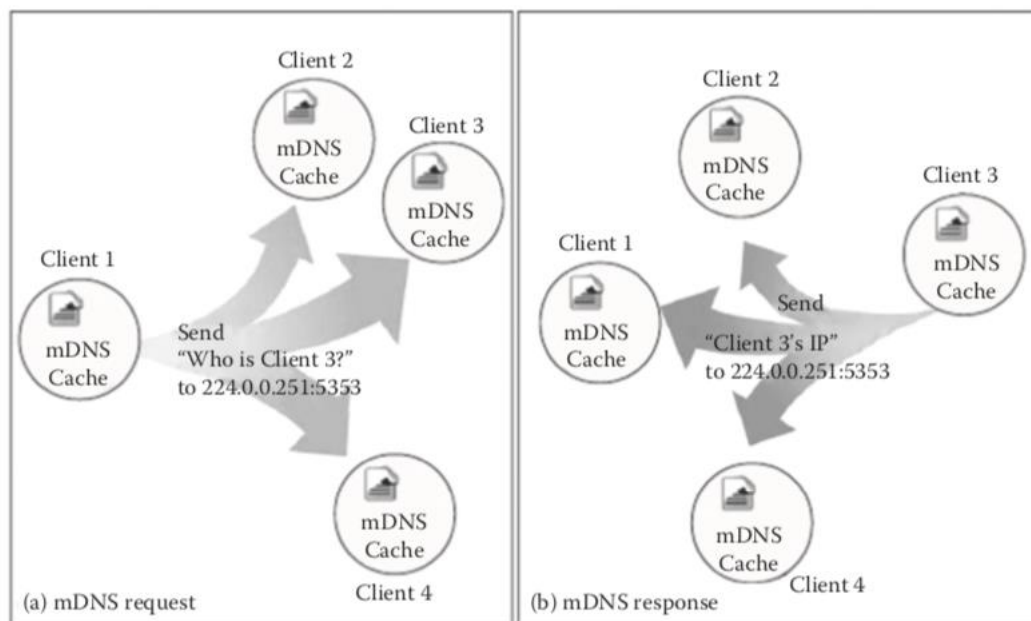 Client 2
mDNS
Cache
Client 3
mDNS
Cache
Client 1
mDNS
Cache
Send
“Who is Client 3?”
to 224.0.0.251:5353
mDNS
Cache
Client 4
(a) mDNS request
Client 2
mDNS
Cache
Client 3
mDNS
Cache
Client 1
mDNS
Cache
Send
“Client 3’s IP”
to 224.0.0.251:5353
mDNS
Cache
Client 4
(b) mDNS response